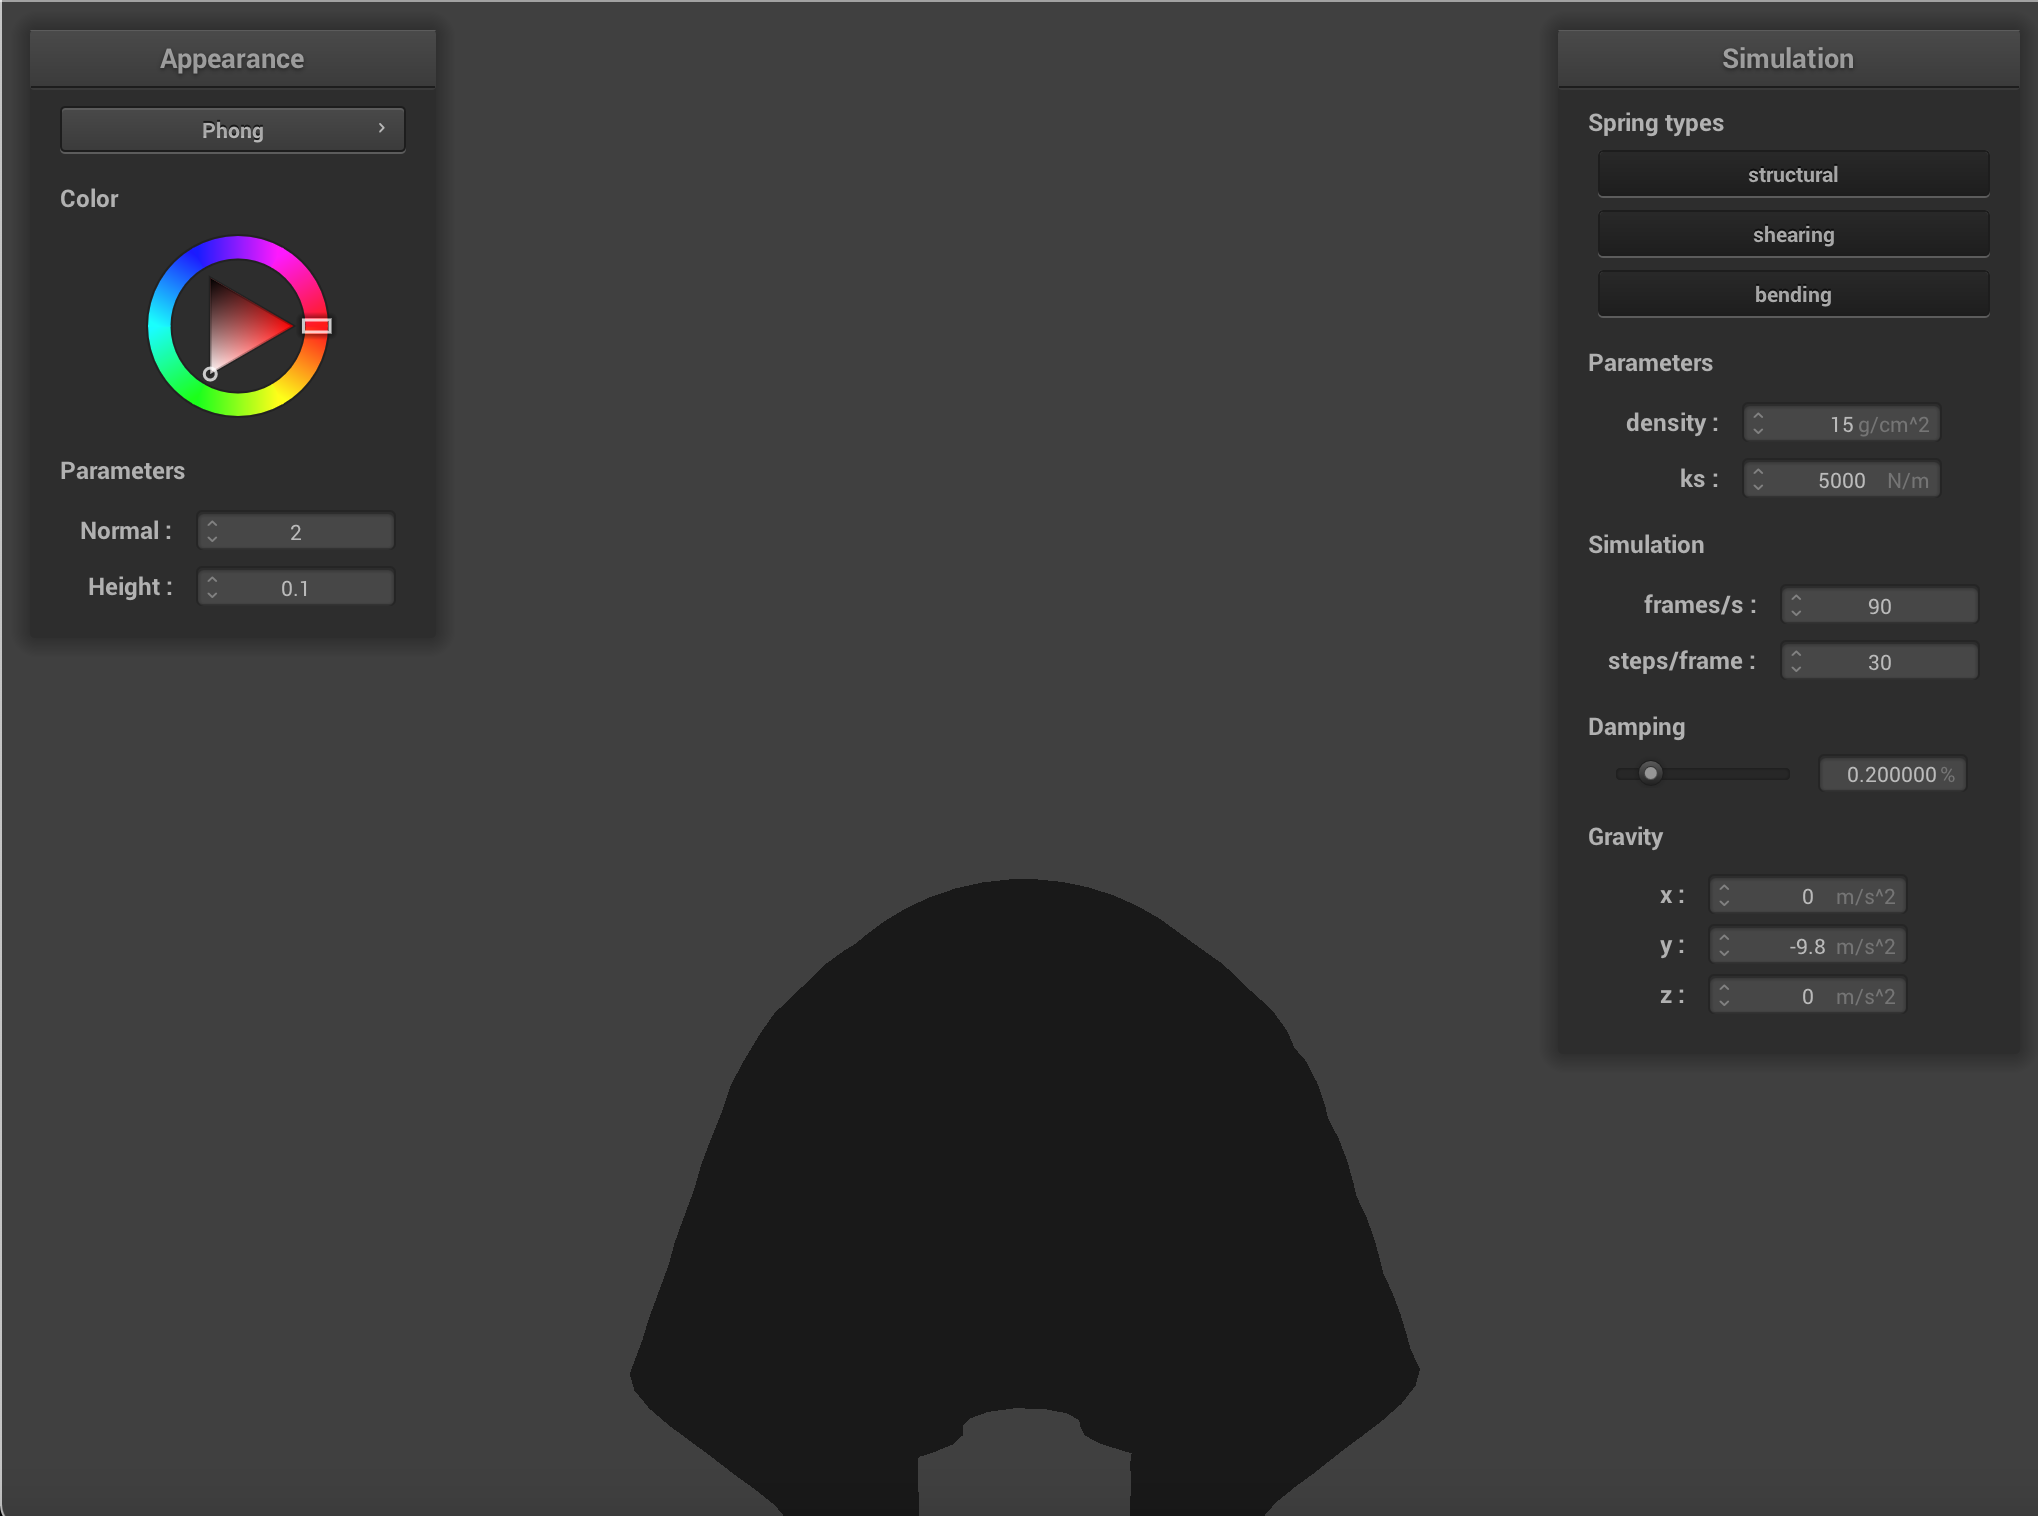 Appearance
Phong
Color
Parameters
Normal : 2
Height : 0.1
Simulation
Spring types
structural
shearing
bending
Parameters
density : 15 g/cm^2
ks : 5000 N/m
Simulation
frames/s : 90
steps/frame : 30
Damping
0.200000 %
Gravity
x : 0 m/s^2
y : -9.8 m/s^2
z : 0 m/s^2